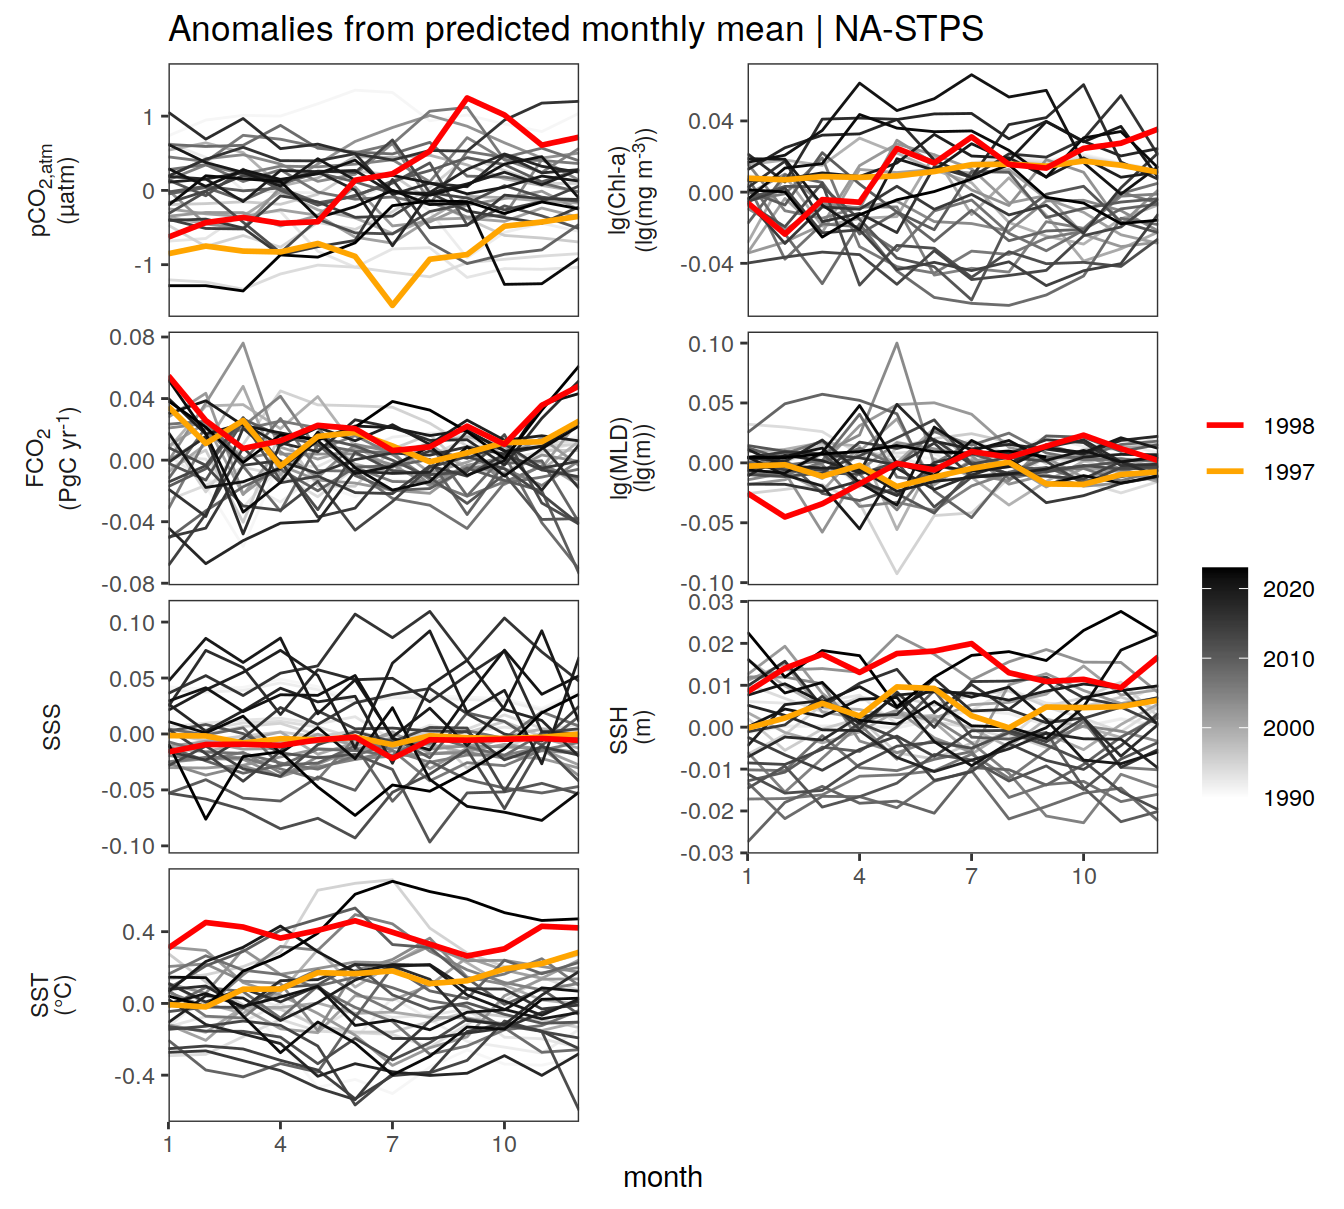 Anomalies from predicted monthly mean | NA-STPS
pCO2,atm
(µatm)
1
0
-1
lg(Chl-a)
(lg(mg m-3))
0.04
0.00
-0.04
FCO2
(PgC yr-1)
0.08
0.04
0.00
-0.04
-0.08
lg(MLD)
(lg(m))
0.10
0.05
0.00
-0.05
-0.10
SSS
0.10
0.05
0.00
-0.05
-0.10
SSH
(m)
0.03
0.02
0.01
0.00
-0.01
-0.02
-0.03
1 4 7 10
SST
(°C)
0.4
0.0
-0.4
1 4 7 10
month
1998
1997
2020
2010
2000
1990